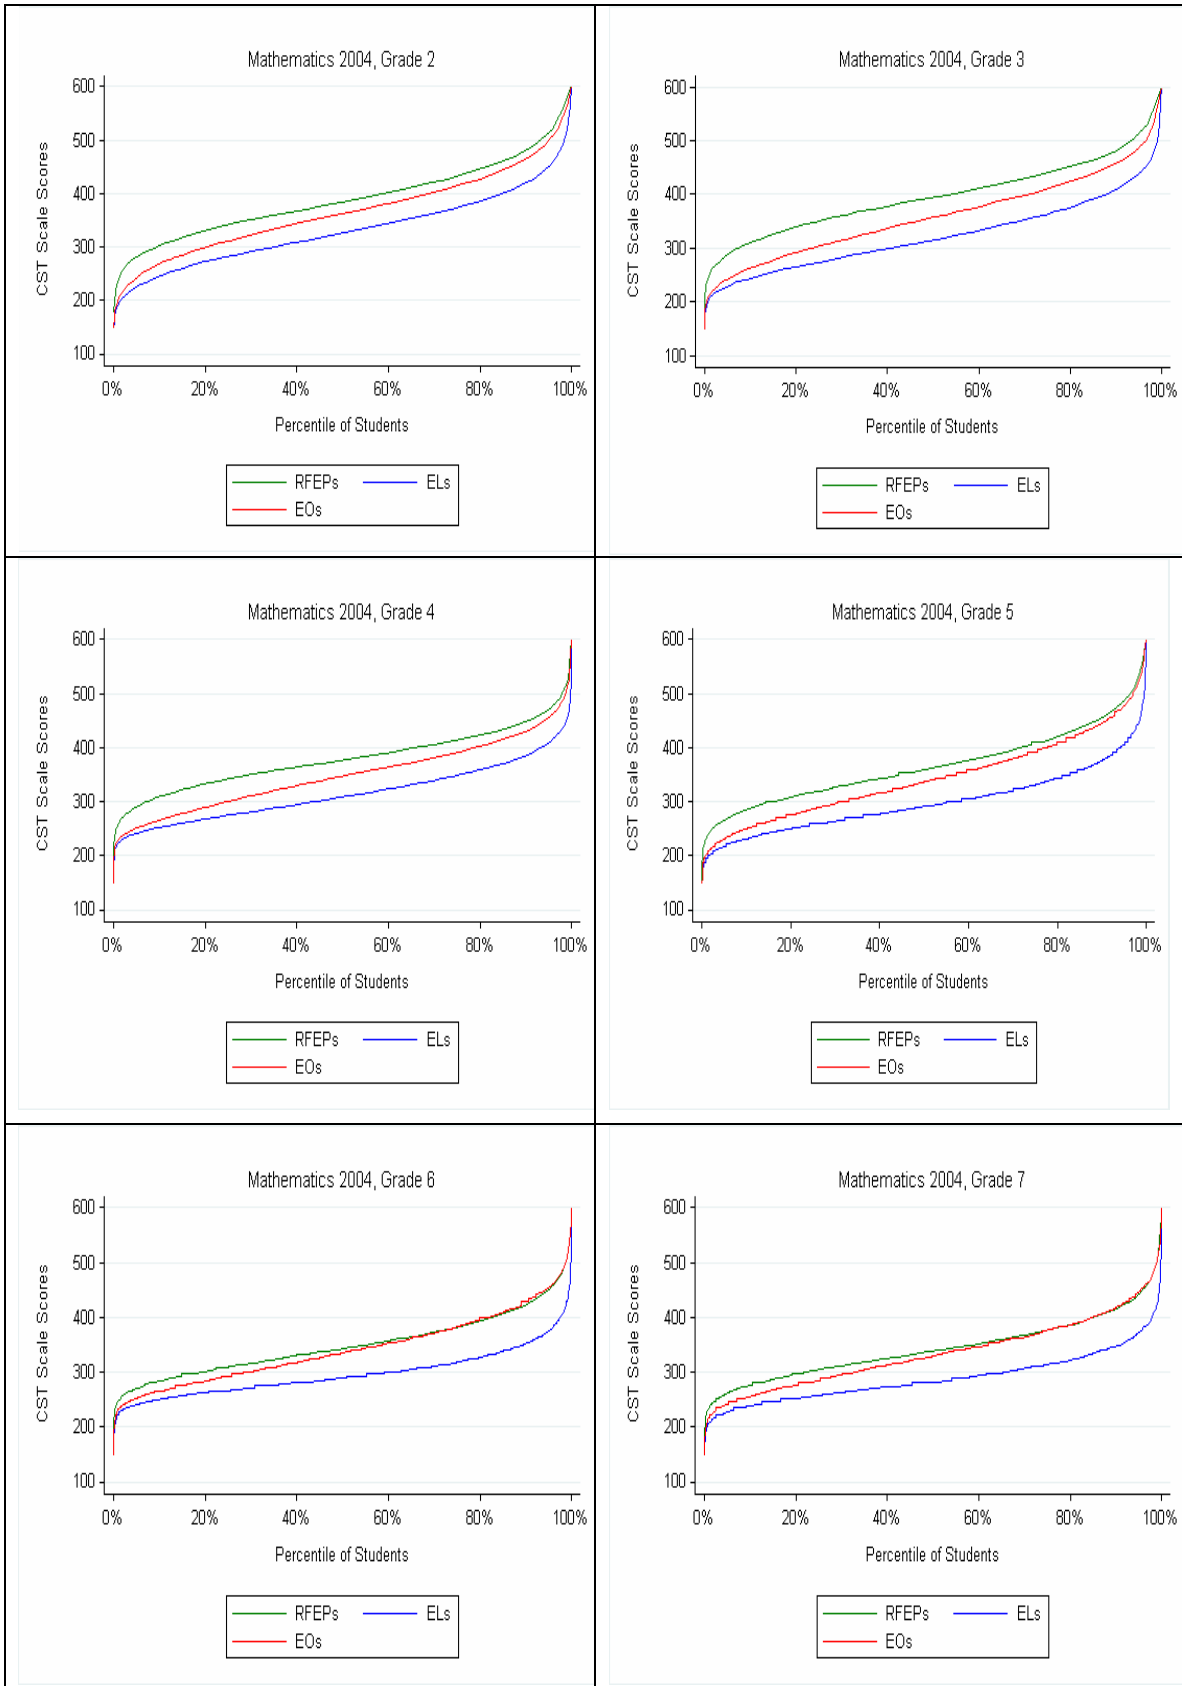 Mathematics 2004, Grade 2
CST Scale Scores
600
500
400
300
200
100
0% 20% 40% 60% 80% 100%
Percentile of Students
RFEPs ELs
EOs
Mathematics 2004, Grade 3
CST Scale Scores
600
500
400
300
200
100
0% 20% 40% 60% 80% 100%
Percentile of Students
RFEPs ELs
EOs
Mathematics 2004, Grade 4
CST Scale Scores
600
500
400
300
200
100
0% 20% 40% 60% 80% 100%
Percentile of Students
RFEPs ELs
EOs
Mathematics 2004, Grade 5
CST Scale Scores
600
500
400
300
200
100
0% 20% 40% 60% 80% 100%
Percentile of Students
RFEPs ELs
EOs
Mathematics 2004, Grade 6
CST Scale Scores
600
500
400
300
200
100
0% 20% 40% 60% 80% 100%
Percentile of Students
RFEPs ELs
EOs
Mathematics 2004, Grade 7
CST Scale Scores
600
500
400
300
200
100
0% 20% 40% 60% 80% 100%
Percentile of Students
RFEPs ELs
EOs